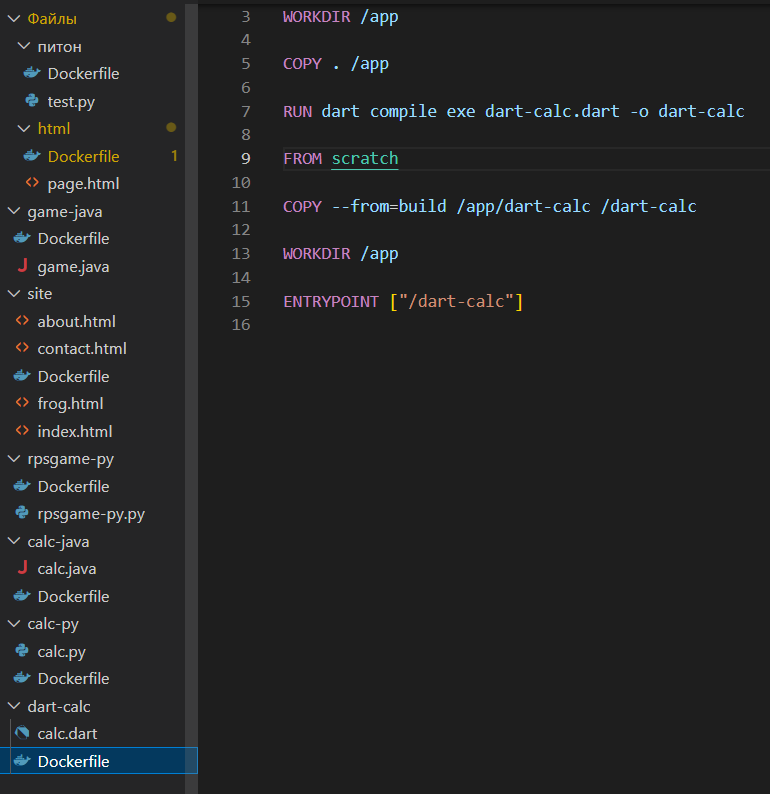 Файлы
питон
Dockerfile
test.py
html
Dockerfile 1
page.html
game-java
Dockerfile
game.java
site
about.html
contact.html
Dockerfile
frog.html
index.html
rpsgame-py
Dockerfile
rpsgame-py.py
calc-java
calc.java
Dockerfile
calc-py
calc.py
Dockerfile
dart-calc
calc.dart
Dockerfile
3 WORKDIR /app
4
5 COPY . /app
6
7 RUN dart compile exe dart-calc.dart -o dart-calc
8
9 FROM scratch
10
11 COPY --from=build /app/dart-calc /dart-calc
12
13 WORKDIR /app
14
15 ENTRYPOINT ["/dart-calc"]
16